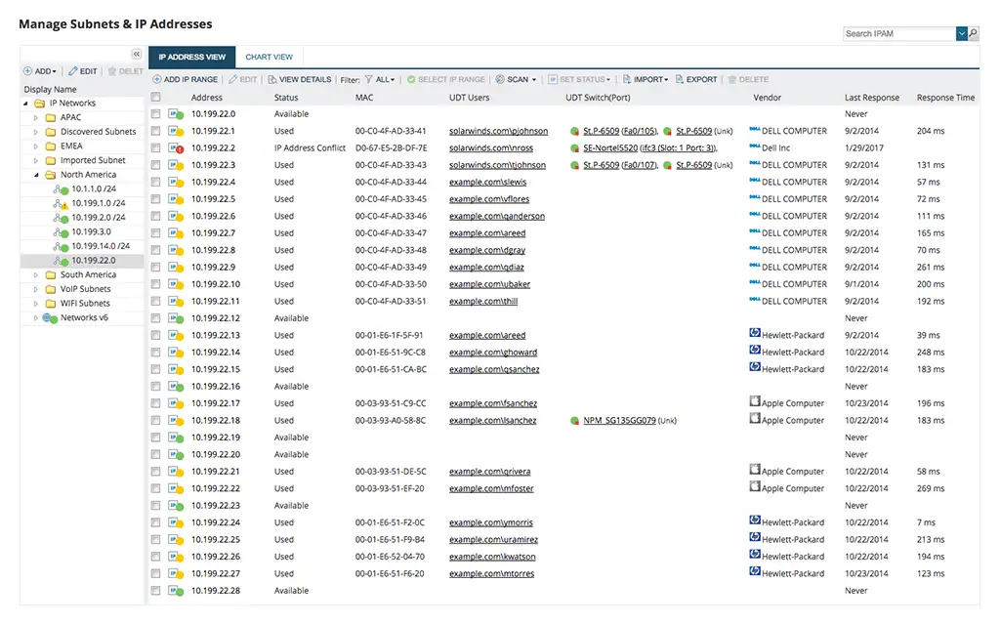 Manage Subnets & IP Addresses
Search IPAM
ADD EDIT DELET
Display Name
IP Networks
APAC
Discovered Subnets
EMEA
Imported Subnet
North America
10.1.1.0 /24
10.199.1.0 /24
10.199.2.0 /24
10.199.3.0
10.199.14.0 /24
10.199.22.0
South America
VoIP Subnets
WIFI Subnets
Networks v6
IP ADDRESS VIEW CHART VIEW
ADD IP RANGE EDIT VIEW DETAILS Filter: ALL SELECT IP RANGE SCAN SET STATUS IMPORT EXPORT DELETE
Address Status MAC UDT Users UDT Switch(Port) Vendor Last Response Response Time
10.199.22.0 Available Never
10.199.22.1 Used 00-C0-4F-AD-33-41 solarwinds.com\pjohnson St.P-6509 (Fa0/105), St.P-6509 (Unk) DELL COMPUTER 9/2/2014 204 ms
10.199.22.2 IP Address Conflict D0-67-E5-2B-DF-7E solarwinds.com\nross SE-Nortel5520 (ifc3 (Slot: 1 Port: 3)), Dell Inc 1/29/2017
10.199.22.3 Used 00-C0-4F-AD-33-43 solarwinds.com\tjohnson St.P-6509 (Fa0/107), St.P-6509 (Unk) DELL COMPUTER 9/2/2014 131 ms
10.199.22.4 Used 00-C0-4F-AD-33-44 example.com\slewis DELL COMPUTER 9/2/2014 57 ms
10.199.22.5 Used 00-C0-4F-AD-33-45 example.com\vflores DELL COMPUTER 9/2/2014 72 ms
10.199.22.6 Used 00-C0-4F-AD-33-46 example.com\ganderson DELL COMPUTER 9/2/2014 111 ms
10.199.22.7 Used 00-C0-4F-AD-33-47 example.com\areed DELL COMPUTER 9/2/2014 165 ms
10.199.22.8 Used 00-C0-4F-AD-33-48 example.com\dgray DELL COMPUTER 9/2/2014 70 ms
10.199.22.9 Used 00-C0-4F-AD-33-49 example.com\qdiaz DELL COMPUTER 9/2/2014 261 ms
10.199.22.10 Used 00-C0-4F-AD-33-50 example.com\ubaker DELL COMPUTER 9/1/2014 200 ms
10.199.22.11 Used 00-C0-4F-AD-33-51 example.com\thill DELL COMPUTER 9/2/2014 192 ms
10.199.22.12 Available Never
10.199.22.13 Used 00-01-E6-1F-5F-91 example.com\areed Hewlett-Packard 9/2/2014 39 ms
10.199.22.14 Used 00-01-E6-51-9C-C8 example.com\ghoward Hewlett-Packard 10/22/2014 248 ms
10.199.22.15 Used 00-01-E6-51-CA-BC example.com\qsanchez Hewlett-Packard 10/22/2014 183 ms
10.199.22.16 Available Never
10.199.22.17 Used 00-03-93-51-C9-CC example.com\fsanchez Apple Computer 10/23/2014 196 ms
10.199.22.18 Used 00-03-93-A0-58-8C example.com\lsanchez NPM_SG135GG079 (Unk) Apple Computer 10/22/2014 183 ms
10.199.22.19 Available Never
10.199.22.20 Available Never
10.199.22.21 Used 00-03-93-51-DE-5C example.com\qrivera Apple Computer 10/22/2014 58 ms
10.199.22.22 Used 00-03-93-51-EF-20 example.com\mfoster Apple Computer 10/22/2014 269 ms
10.199.22.23 Available Never
10.199.22.24 Used 00-01-E6-51-F2-0C example.com\ymorris Hewlett-Packard 10/22/2014 7 ms
10.199.22.25 Used 00-01-E6-51-F9-B4 example.com\uramirez Hewlett-Packard 10/22/2014 213 ms
10.199.22.26 Used 00-01-E6-52-04-70 example.com\kwatson Hewlett-Packard 10/22/2014 194 ms
10.199.22.27 Used 00-01-E6-51-F6-20 example.com\mtorres Hewlett-Packard 10/23/2014 123 ms
10.199.22.28 Available Never